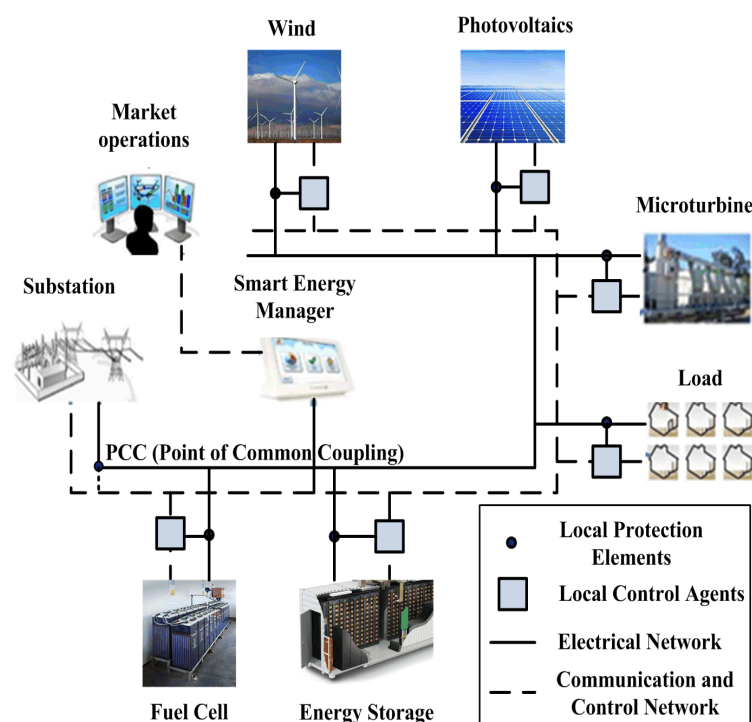 Wind
Photovoltaics
Market
operations
Microturbine
Substation
Smart Energy
Manager
Load
PCC (Point of Common Coupling)
Local Protection
Elements
Local Control Agents
Electrical Network
Communication and
Control Network
Fuel Cell
Energy Storage